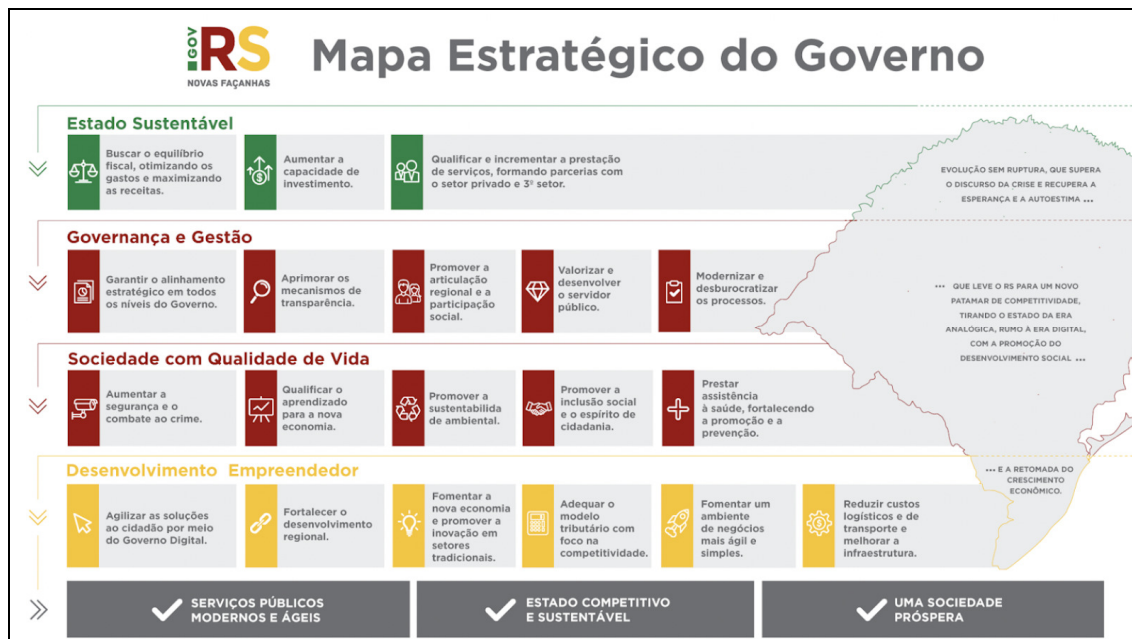 .GOV
RS
NOVAS FAÇANHAS
Mapa Estratégico do Governo
Estado Sustentável
Buscar o equilíbrio
fiscal, otimizando os
gastos e maximizando
as receitas.
Aumentar a
capacidade de
investimento.
Qualificar e incrementar a prestação
de serviços, formando parcerias com
o setor privado e 3º setor.
EVOLUÇÃO SEM RUPTURA, QUE SUPERA
O DISCURSO DA CRISE E RECUPERA A
ESPERANÇA E A AUTOESTIMA ...
Governança e Gestão
Garantir o alinhamento
estratégico em todos
os níveis do Governo.
Aprimorar os
mecanismos de
transparência.
Promover a
articulação
regional e a
participação
social.
Valorizar e
desenvolver
o servidor
público.
Modernizar e
desburocratizar
os processos.
... QUE LEVE O RS PARA UM NOVO
PATAMAR DE COMPETITIVIDADE,
TIRANDO O ESTADO DA ERA
ANALÓGICA, RUMO À ERA DIGITAL,
COM A PROMOÇÃO DO
DESENVOLVIMENTO SOCIAL ...
Sociedade com Qualidade de Vida
Aumentar a
segurança e o
combate ao crime.
Qualificar o
aprendizado
para a nova
economia.
Promover a
sustentabilida
de ambiental.
Promover a
inclusão social
e o espírito de
cidadania.
Prestar
assistência
à saúde, fortalecendo
a promoção e a
prevenção.
Desenvolvimento Empreendedor
Agilizar as soluções
ao cidadão por meio
do Governo Digital.
Fortalecer o
desenvolvimento
regional.
Fomentar a
nova economia
e promover a
inovação em
setores
tradicionais.
Adequar o
modelo
tributário com
foco na
competitividade.
Fomentar um
ambiente
de negócios
mais ágil e
simples.
Reduzir custos
logísticos e de
transporte e
melhorar a
infraestrutura.
... E A RETOMADA DO
CRESCIMENTO
ECONÔMICO.
SERVIÇOS PÚBLICOS
MODERNOS E ÁGEIS
ESTADO COMPETITIVO
E SUSTENTÁVEL
UMA SOCIEDADE
PRÓSPERA